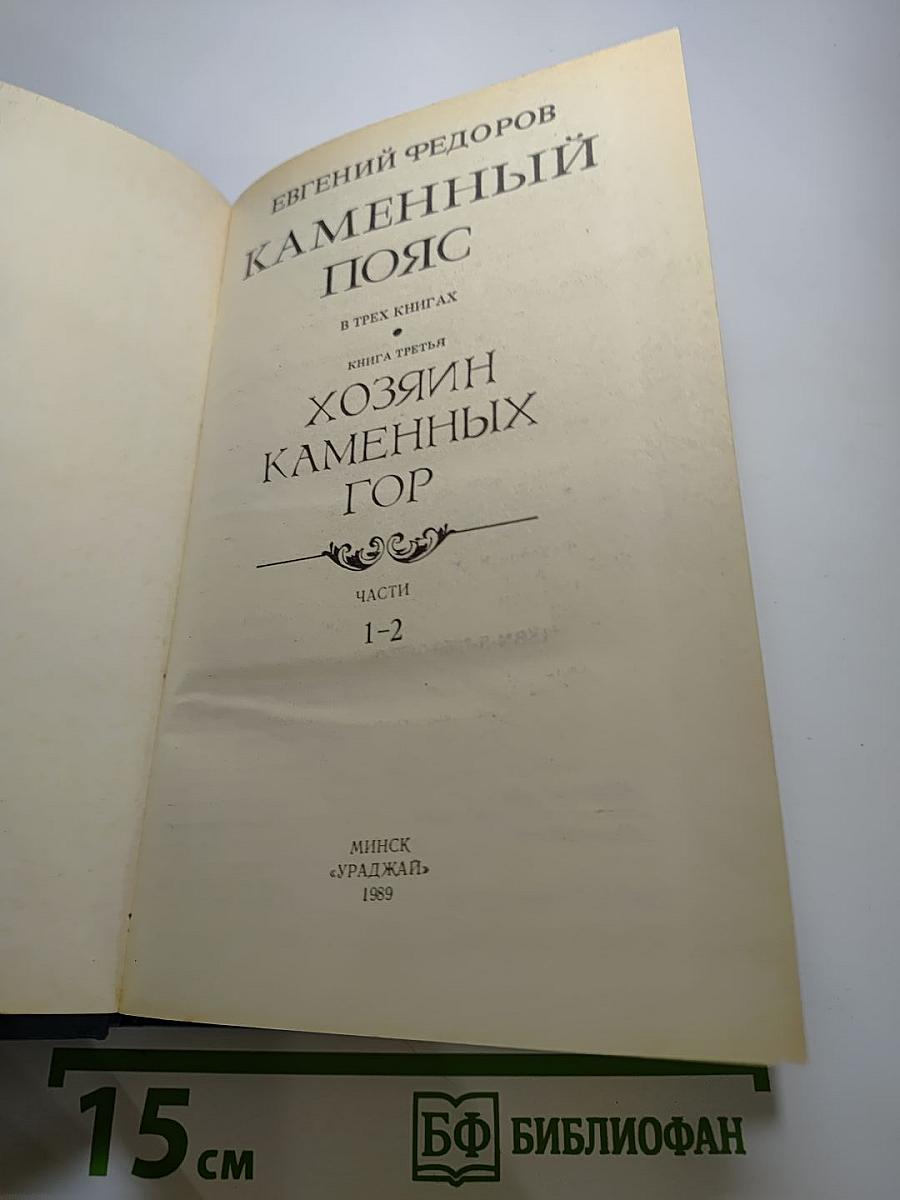 ЕВГЕНИЙ ФЕДОРОВ
КАМЕННЫЙ
ПОЯС
В ТРЕХ КНИГАХ
•
КНИГА ТРЕТЬЯ
ХОЗЯИН
КАМЕННЫХ
ГОР
ЧАСТИ
1-2
МИНСК
«УРАДЖАЙ»
1989
15 см
БФ БИБЛИОФАН